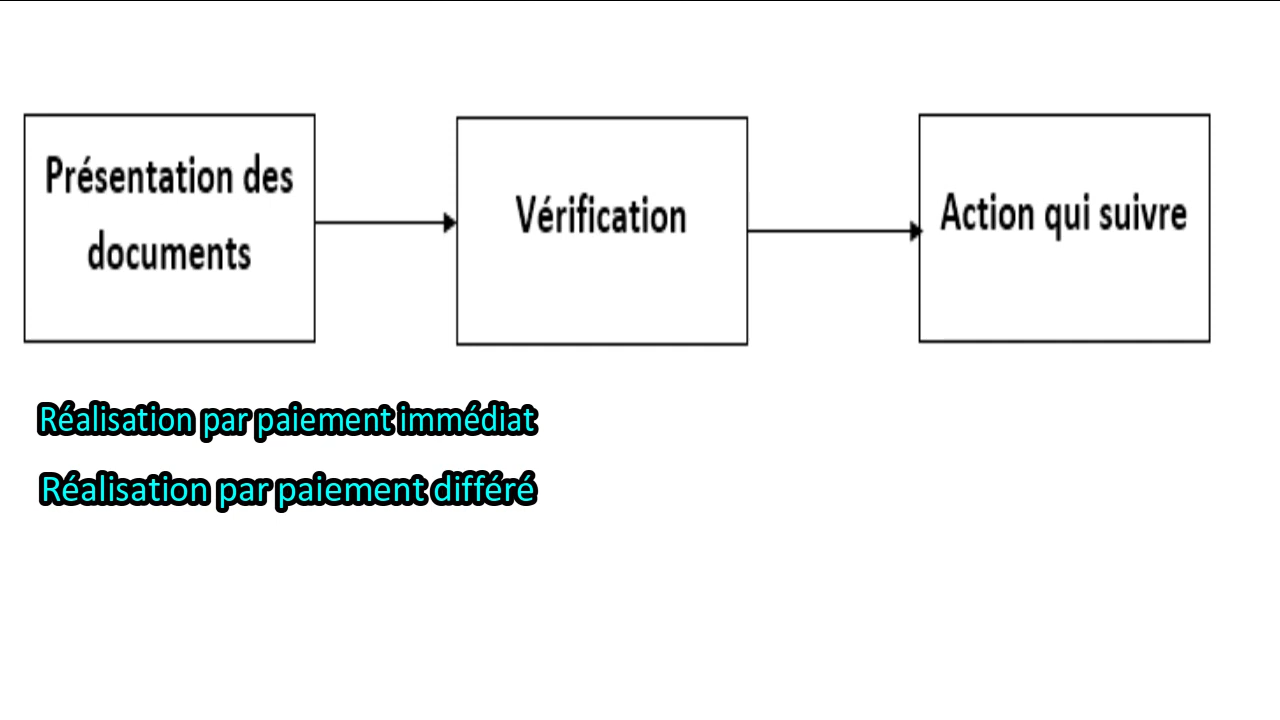 Présentation des
documents
Vérification
Action qui suivre
Réalisation par paiement immédiat
Réalisation par paiement différé